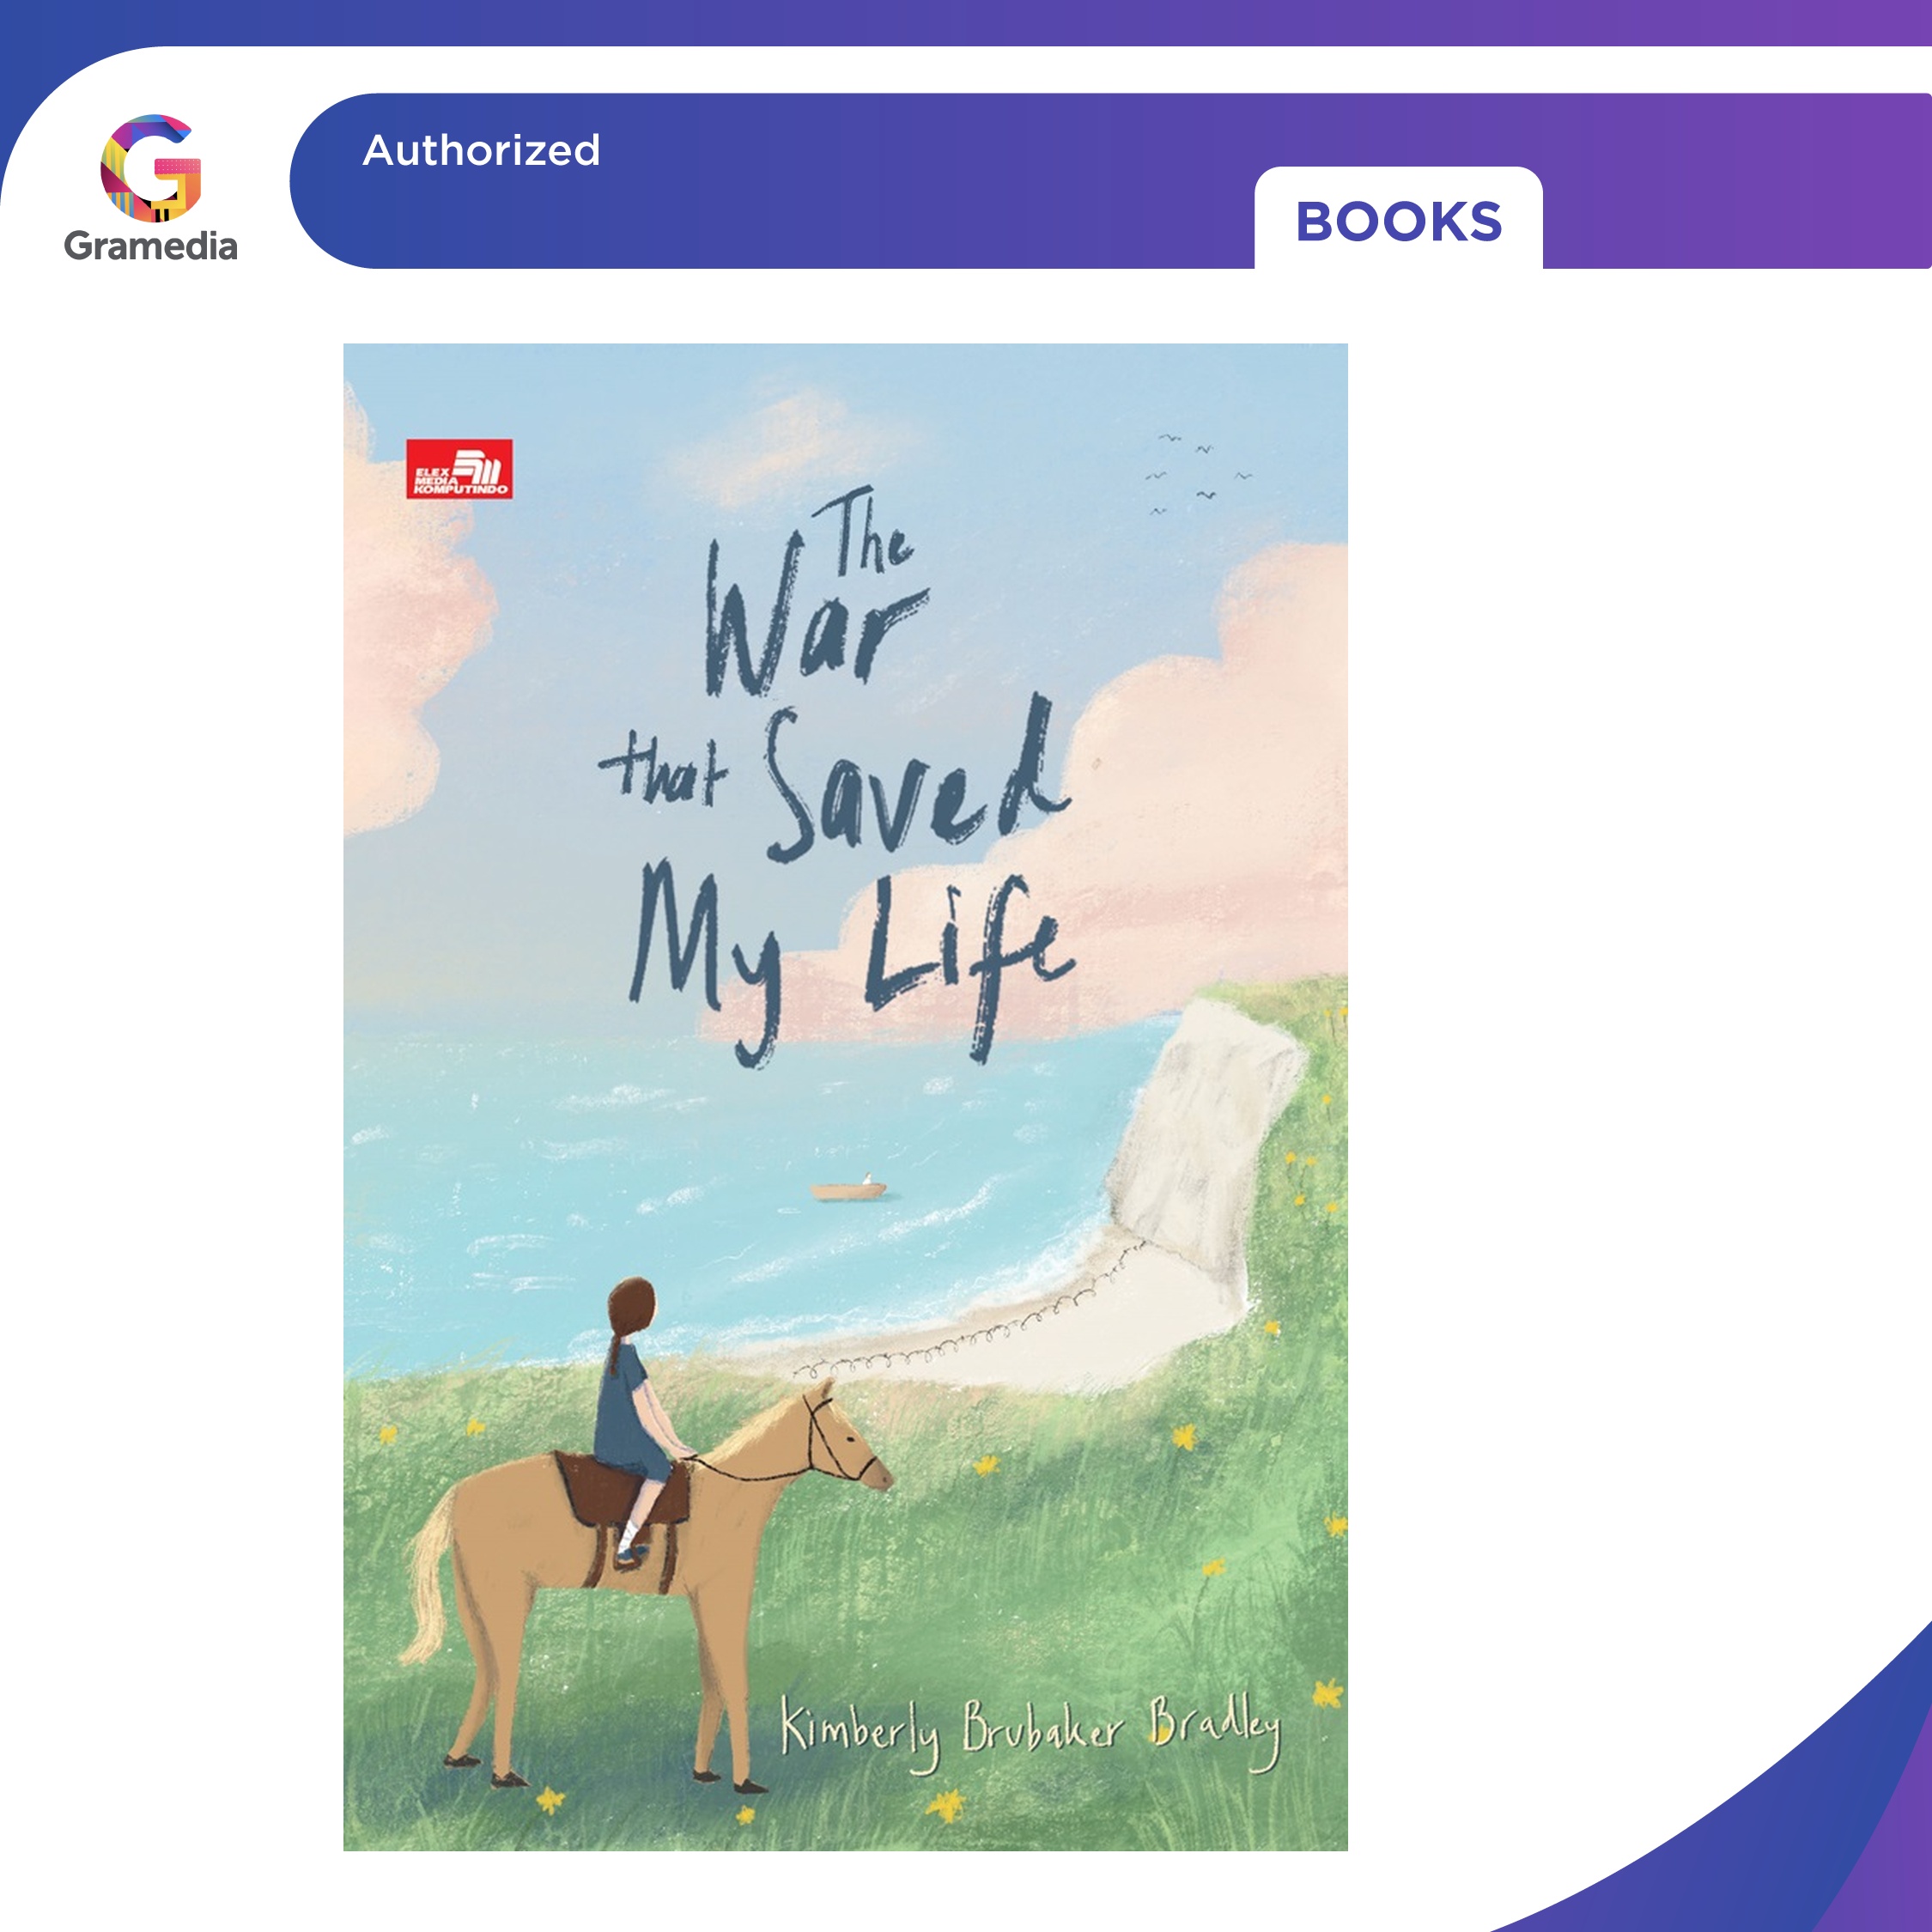 Authorized
Gramedia
BOOKS
ELEX
MEDIA
KOMPUTINDO
The
War
that Saved
My Life
Kimberly Brubaker Bradley